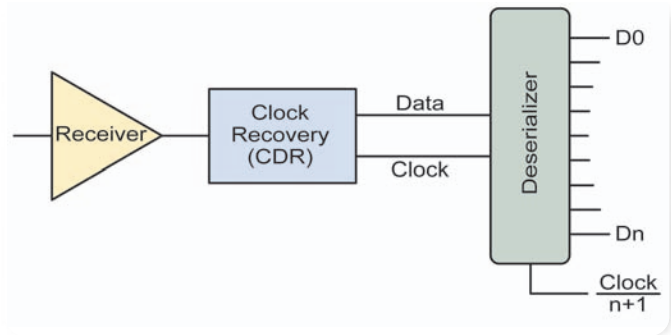 Receiver
Clock
Recovery
(CDR)
Data
Clock
Deserializer
D0
Dn
Clock
n+1